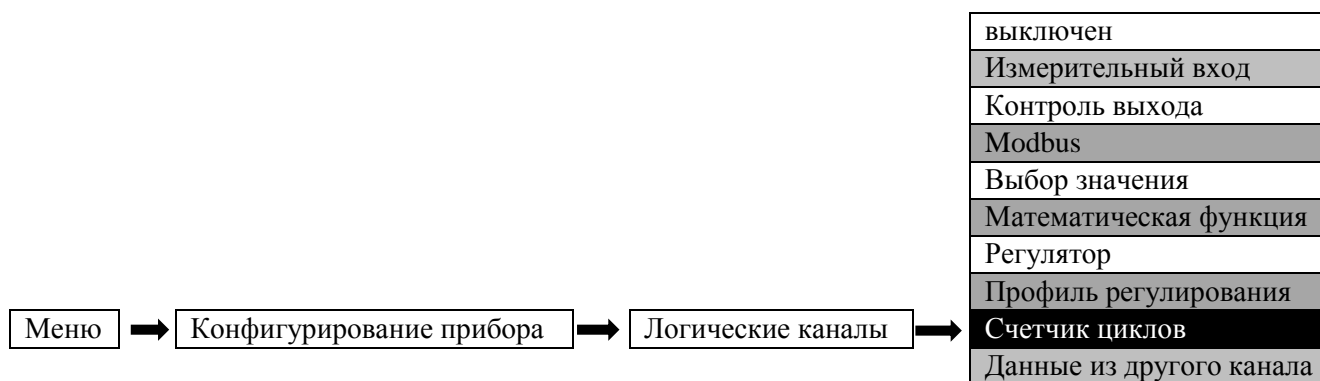 выключен
Измерительный вход
Контроль выхода
Modbus
Выбор значения
Математическая функция
Регулятор
Профиль регулирования
Меню Конфигурирование прибора Логические каналы Счетчик циклов
Данные из другого канала